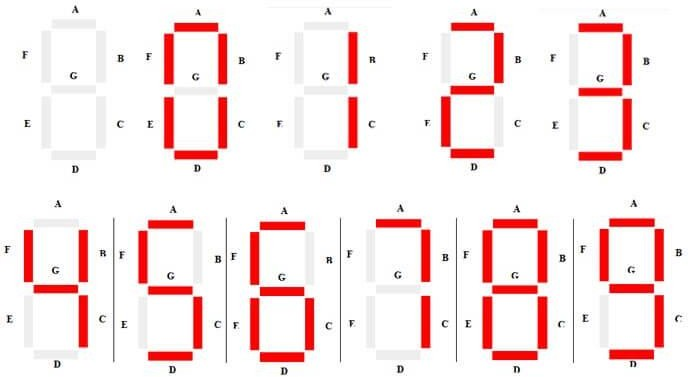 A A A A A
F B F B F B F B F B
G G G G G
E C E C E C E C E C
D D D D D
A A A A A A
F B F B F B F B F B F B
G G G G G G
E C E C E C E C E C E C
D D D D D D